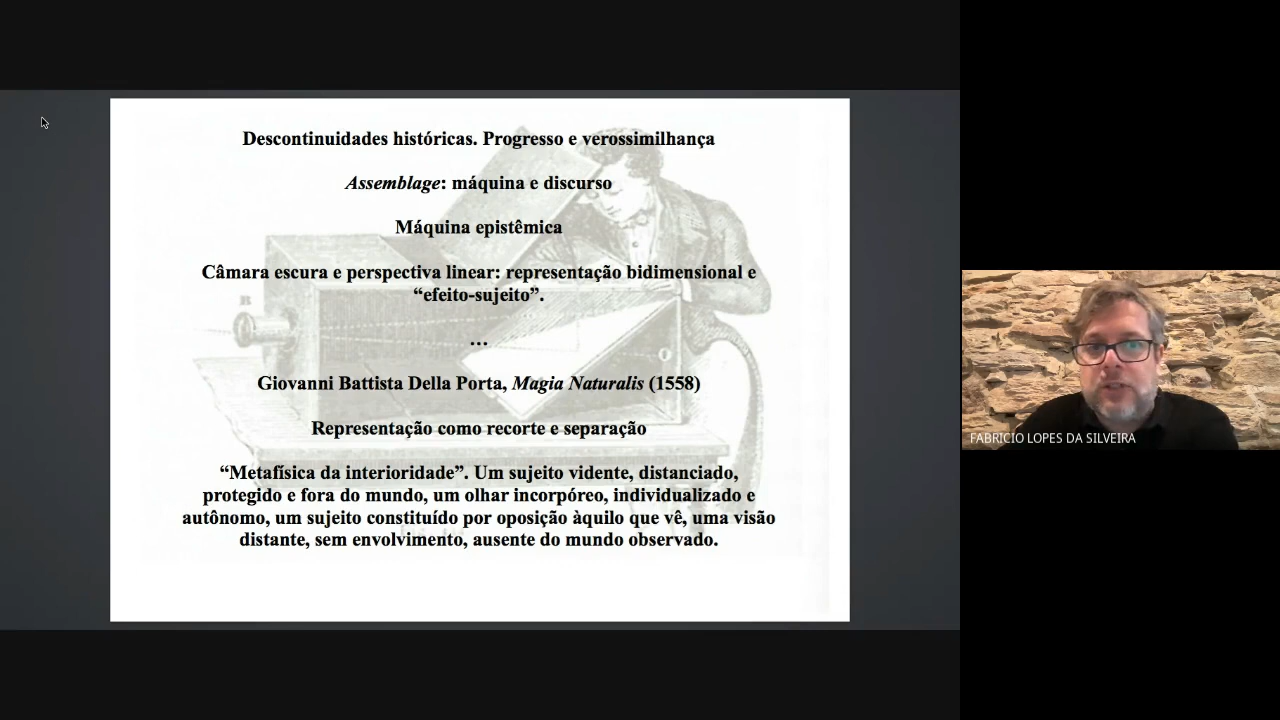 Descontinuidades históricas. Progresso e verossimilhança
Assemblage: máquina e discurso
Máquina epistêmica
Câmara escura e perspectiva linear: representação bidimensional e
“efeito-sujeito”.
...
B
Giovanni Battista Della Porta, Magia Naturalis (1558)
Representação como recorte e separação
“Metafísica da interioridade”. Um sujeito vidente, distanciado,
protegido e fora do mundo, um olhar incorpóreo, individualizado e
autônomo, um sujeito constituído por oposição àquilo que vê, uma visão
distante, sem envolvimento, ausente do mundo observado.
FABRICIO LOPES DA SILVEIRA